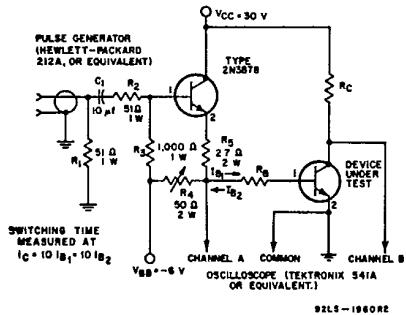 VCC = 30 V
PULSE GENERATOR
(HEWLETT-PACKARD
212A, OR EQUIVALENT)
TYPE
2N3878
C1
10 µf
R2
51Ω
1 W
1
2
RC
R1
51 Ω
1 W
R3
1,000 Ω
1 W
R5
27 Ω
2 W
IB1
IB2
RB
R4
50 Ω
2 W
1
2
DEVICE
UNDER
TEST
SWITCHING TIME
MEASURED AT
IC = 10 IB1 = 10 IB2
VBB = -6 V
CHANNEL A
COMMON
CHANNEL B
OSCILLOSCOPE (TEKTRONIX 541A
OR EQUIVALENT.)
92LS-1960R2